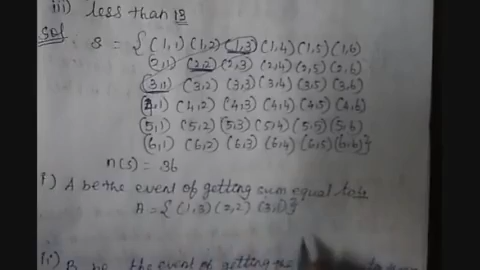 iii) less than 13
Sol S = { (1,1) (1,2) (1,3) (1,4) (1,5) (1,6)
(2,1) (2,2) (2,3) (2,4) (2,5) (2,6)
(3,1) (3,2) (3,3) (3,4) (3,5) (3,6)
(4,1) (4,2) (4,3) (4,4) (4,5) (4,6)
(5,1) (5,2) (5,3) (5,4) (5,5) (5,6)
(6,1) (6,2) (6,3) (6,4) (6,5) (6,6) }
n(s) = 36
i) A be the event of getting sum equal to
A = { (1,3) (2,2) (3,1) }
ii) B be the event of getting